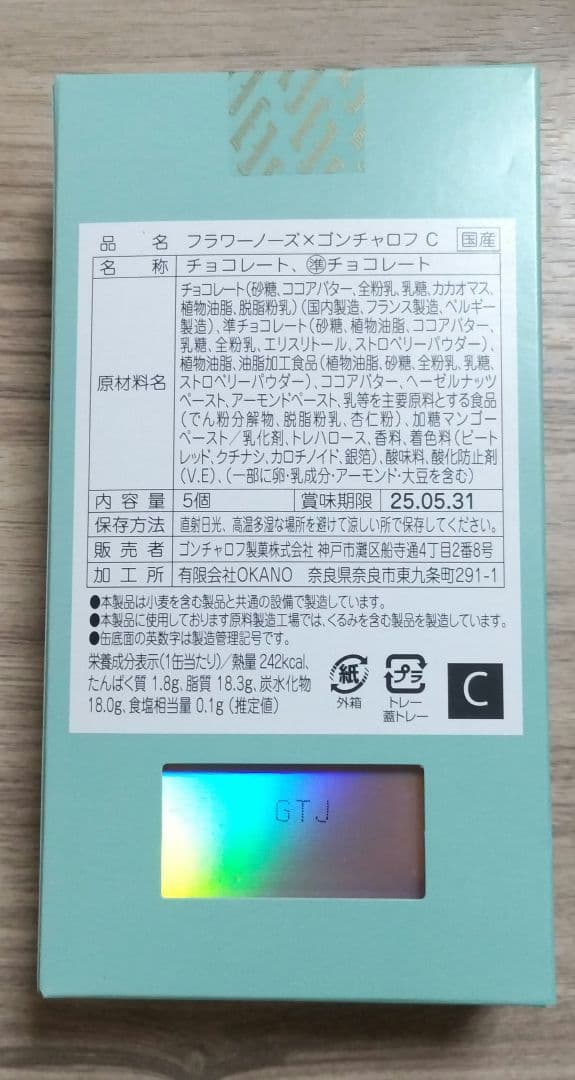 品名 フラワーノーズ×ゴンチャロフ C 国産
名称 チョコレート、準チョコレート
原材料名 チョコレート(砂糖、ココアバター、全粉乳、乳糖、カカオマス、
植物油脂、脱脂粉乳)(国内製造、フランス製造、ベルギー
製造)、準チョコレート(砂糖、植物油脂、ココアバター、
乳糖、全粉乳、エリスリトール、ストロベリーパウダー)、
植物油脂、油脂加工食品(植物油脂、砂糖、全粉乳、乳糖、
ストロベリーパウダー)、ココアバター、ヘーゼルナッツ
ペースト、アーモンドペースト、乳等を主要原料とする食品
(でん粉分解物、脱脂粉乳、杏仁粉)、加糖マンゴー
ペースト/乳化剤、トレハロース、香料、着色料(ビート
レッド、クチナシ、カロチノイド、銀箔)、酸味料、酸化防止剤
(V.E)、(一部に卵・乳成分・アーモンド・大豆を含む)
内容量 5個 賞味期限 25.05.31
保存方法 直射日光、高温多湿な場所を避けて涼しい所で保存してください。
販売者 ゴンチャロフ製菓株式会社 神戸市灘区船寺通4丁目2番8号
加工所 有限会社OKANO 奈良県奈良市東九条町291-1
●本製品は小麦を含む製品と共通の設備で製造しています。
●本製品に使用しております原料製造工場では、くるみを含む製品を製造しています。
●缶底面の英数字は製造管理記号です。
栄養成分表示(1缶当たり)/熱量 242kcal、
たんぱく質 1.8g、脂質 18.3g、炭水化物
18.0g、食塩相当量 0.1g (推定値)
紙
外箱
プラ
トレー
蓋トレー
C
GTJ